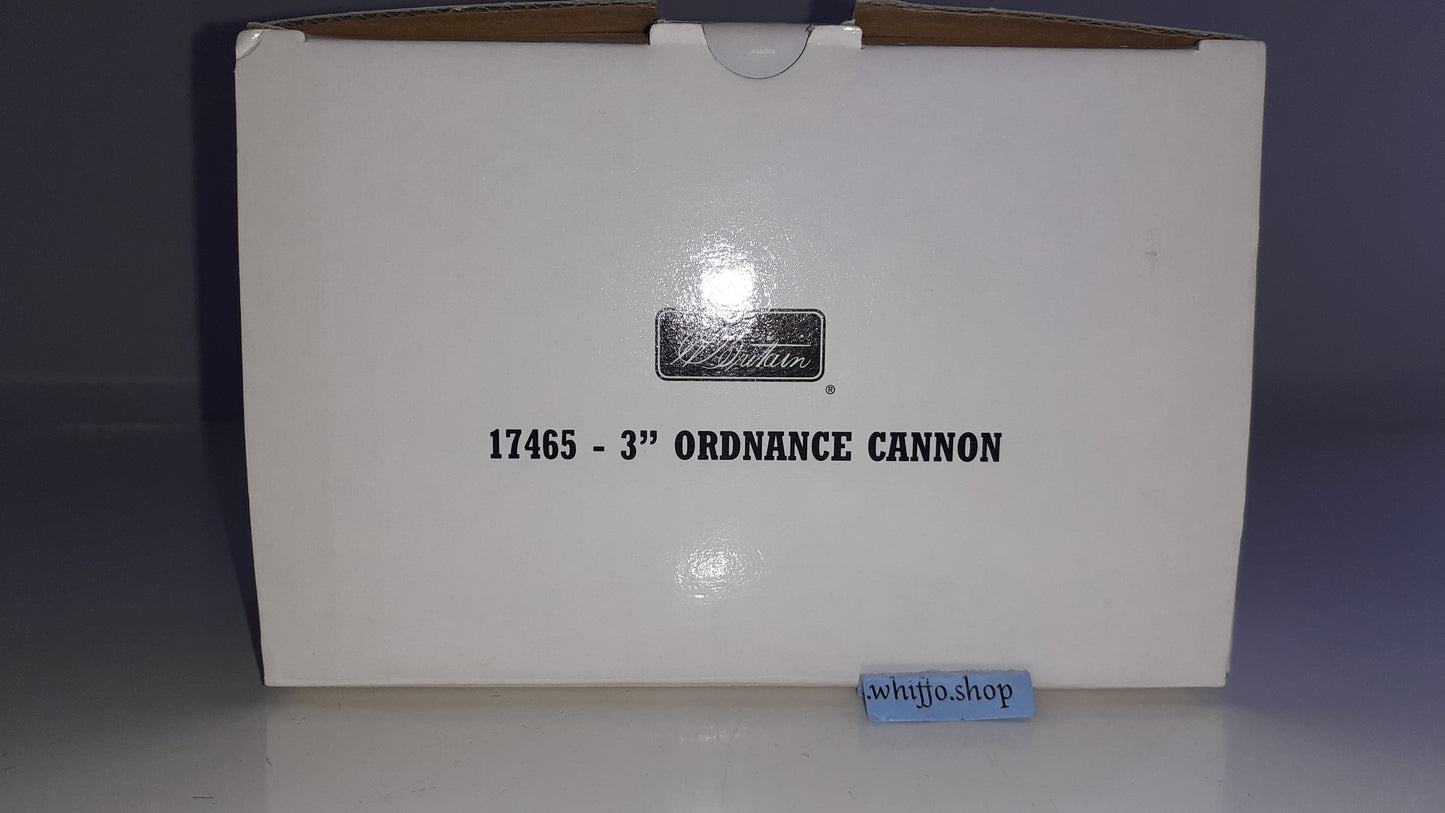 W. Britain
®
17465 - 3” ORDNANCE CANNON
.whiffo.shop